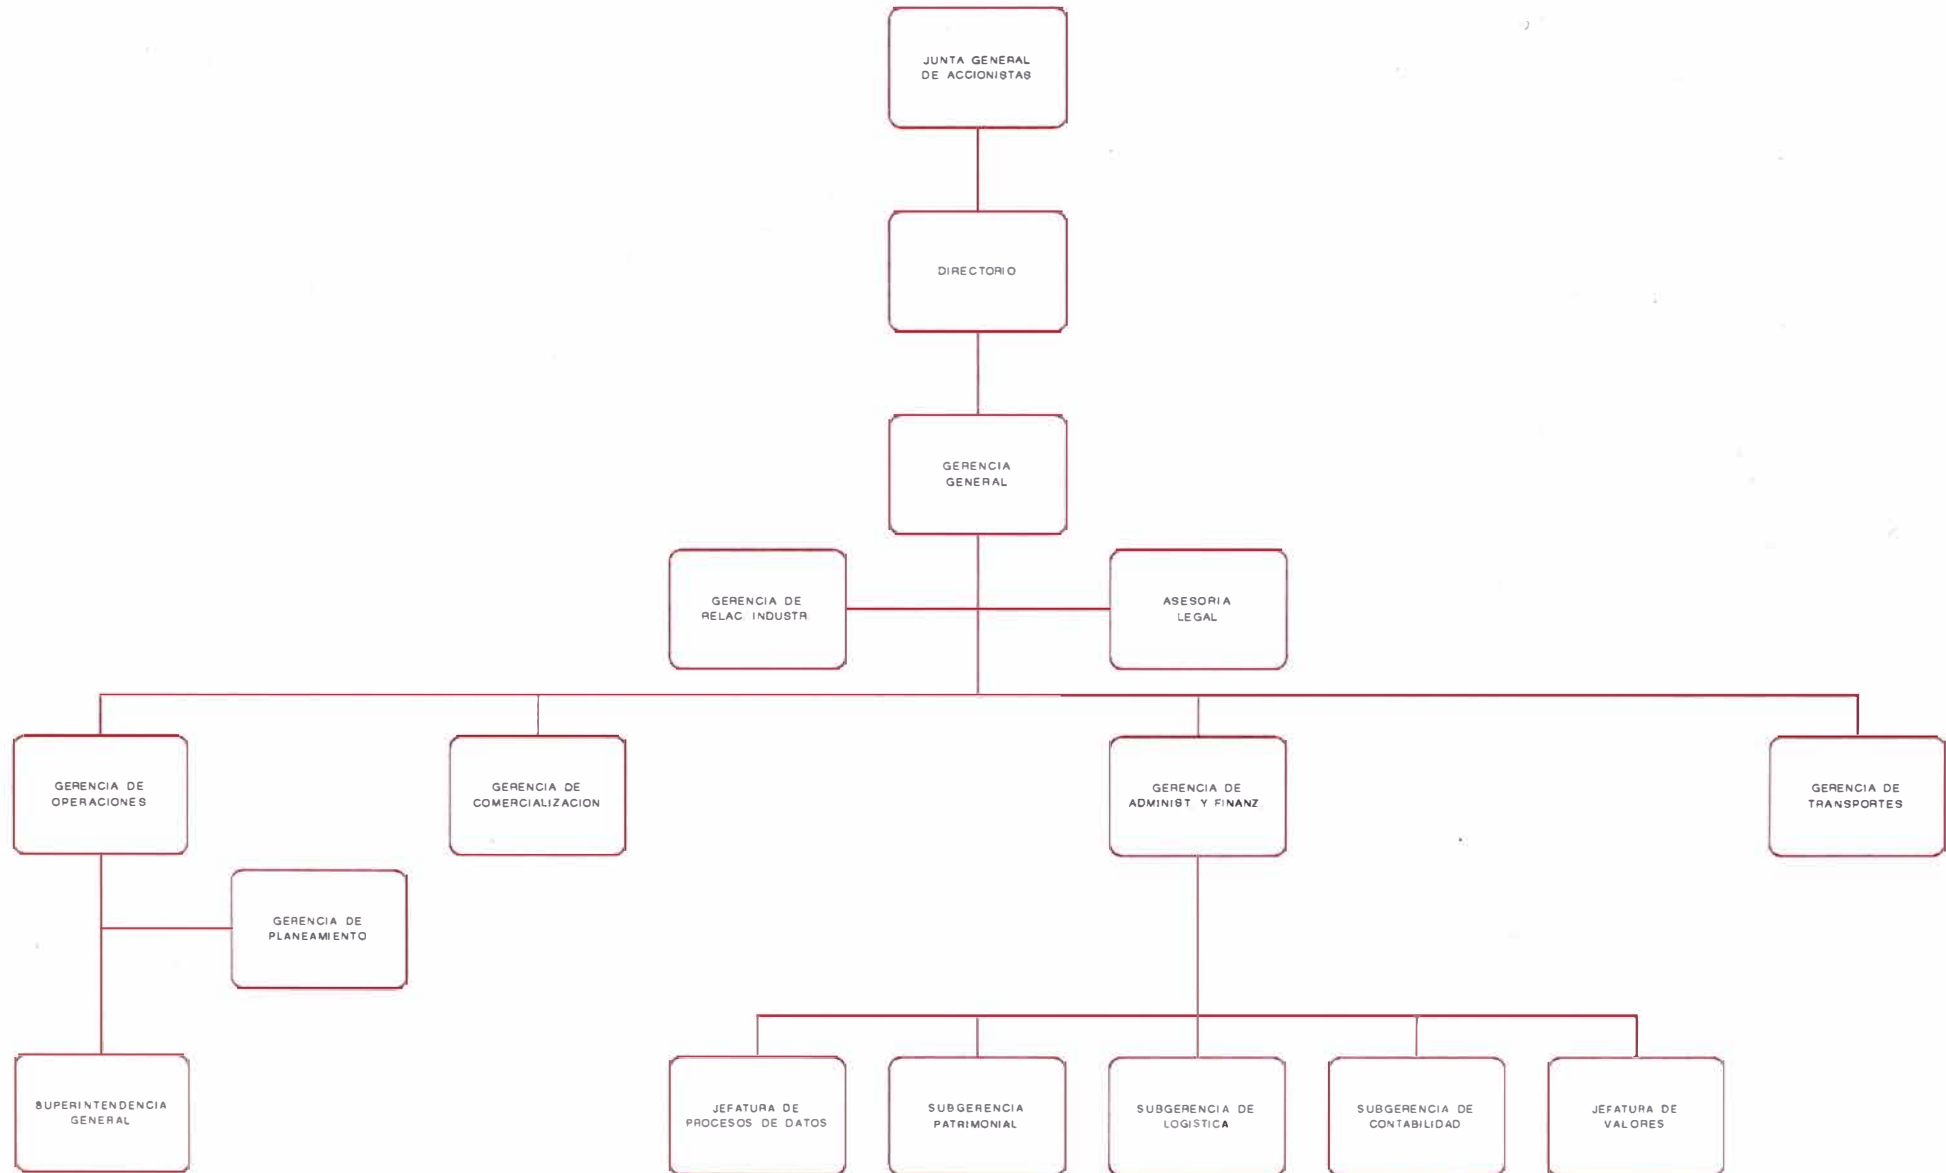 JUNTA GENERAL
DE ACCIONISTAS
DIRECTORIO
GERENCIA
GENERAL
GERENCIA DE
RELAC. INDUSTR.
ASESORIA
LEGAL
GERENCIA DE
OPERACIONES
GERENCIA DE
COMERCIALIZACION
GERENCIA DE
ADMINIST. Y FINANZ
GERENCIA DE
TRANSPORTES
GERENCIA DE
PLANEAMIENTO
SUPERINTENDENCIA
GENERAL
JEFATURA DE
PROCESOS DE DATOS
SUBGERENCIA
PATRIMONIAL
SUBGERENCIA DE
LOGISTICA
SUBGERENCIA DE
CONTABILIDAD
JEFATURA DE
VALORES